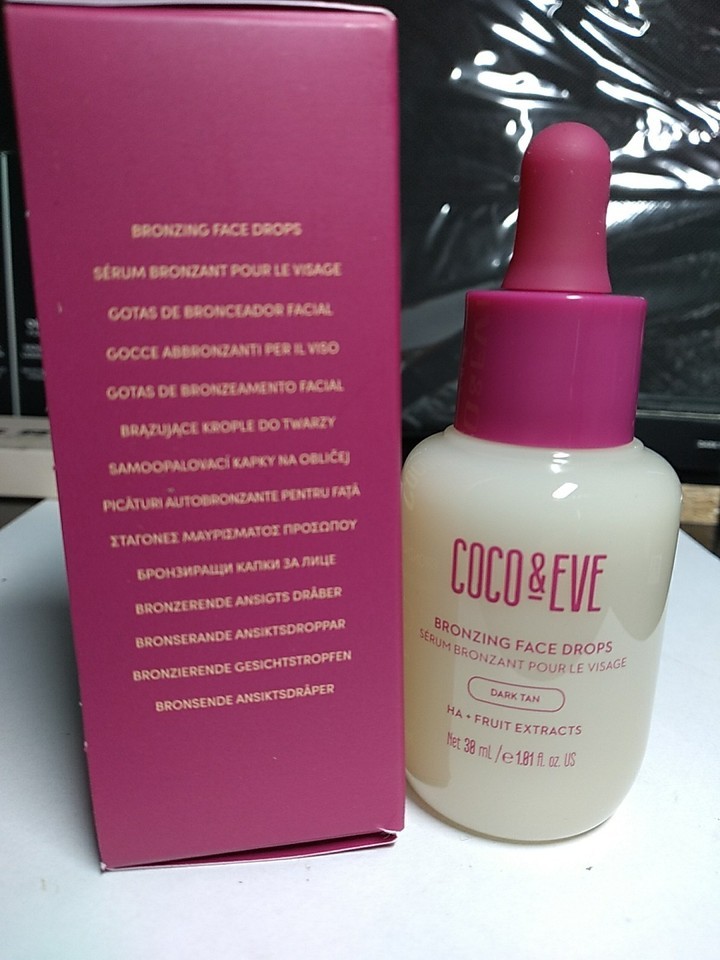 BRONZING FACE DROPS
SÉRUM BRONZANT POUR LE VISAGE
GOTAS DE BRONCEADOR FACIAL
GOCCE ABBRONZANTI PER IL VISO
GOTAS DE BRONZEAMENTO FACIAL
BRĄZUJĄCE KROPLE DO TWARZY
SAMOOPALOVACÍ KAPKY NA OBLIČEJ
PICĂTURI AUTOBRONZANTE PENTRU FAȚĂ
ΣΤΑΓΟΝΕΣ ΜΑΥΡΙΣΜΑΤΟΣ ΠΡΟΣΩΠΟΥ
БРОНЗИРАЩИ КАПКИ ЗА ЛИЦЕ
BRONZERENDE ANSIGTS DRÅBER
BRONSERANDE ANSIKTSDROPPAR
BRONZIERENDE GESICHTSTROPFEN
BRONSENDE ANSIKTSDRÅPER
COCO & EVE
BRONZING FACE DROPS
SÉRUM BRONZANT POUR LE VISAGE
DARK TAN
HA + FRUIT EXTRACTS
Net 30 mL / e 1.01 fl. oz. US